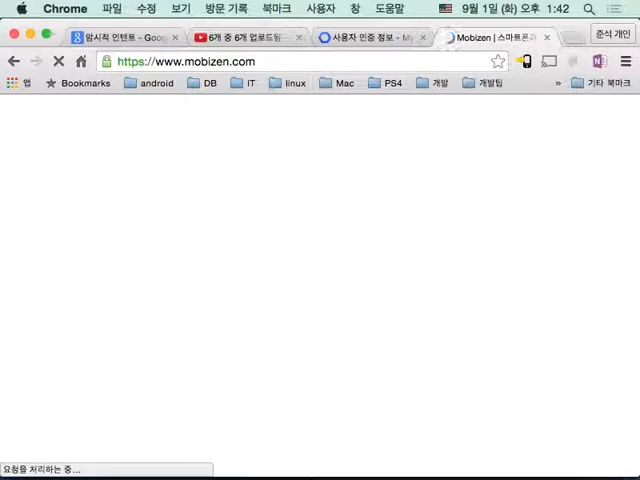 Chrome 파일 수정 보기 방문 기록 북마크 사용자 창 도움말 9월 1일 (화) 오후 1:42
암시적 인텐트 - Goo 6개 중 6개 업로드됨 사용자 인증 정보 - My Mobizen | 스마트폰과 준석 개인
https://www.mobizen.com
앱 Bookmarks android DB IT linux Mac PS4 개발 개발팁 » 기타 북마크
요청을 처리하는 중...